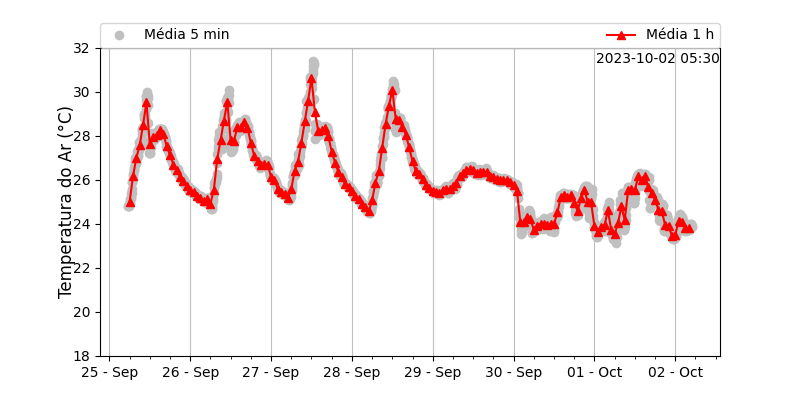 Média 5 min
Média 1 h
2023-10-02 05:30
Temperatura do Ar (°C)
32
30
28
26
24
22
20
18
25 - Sep
26 - Sep
27 - Sep
28 - Sep
29 - Sep
30 - Sep
01 - Oct
02 - Oct